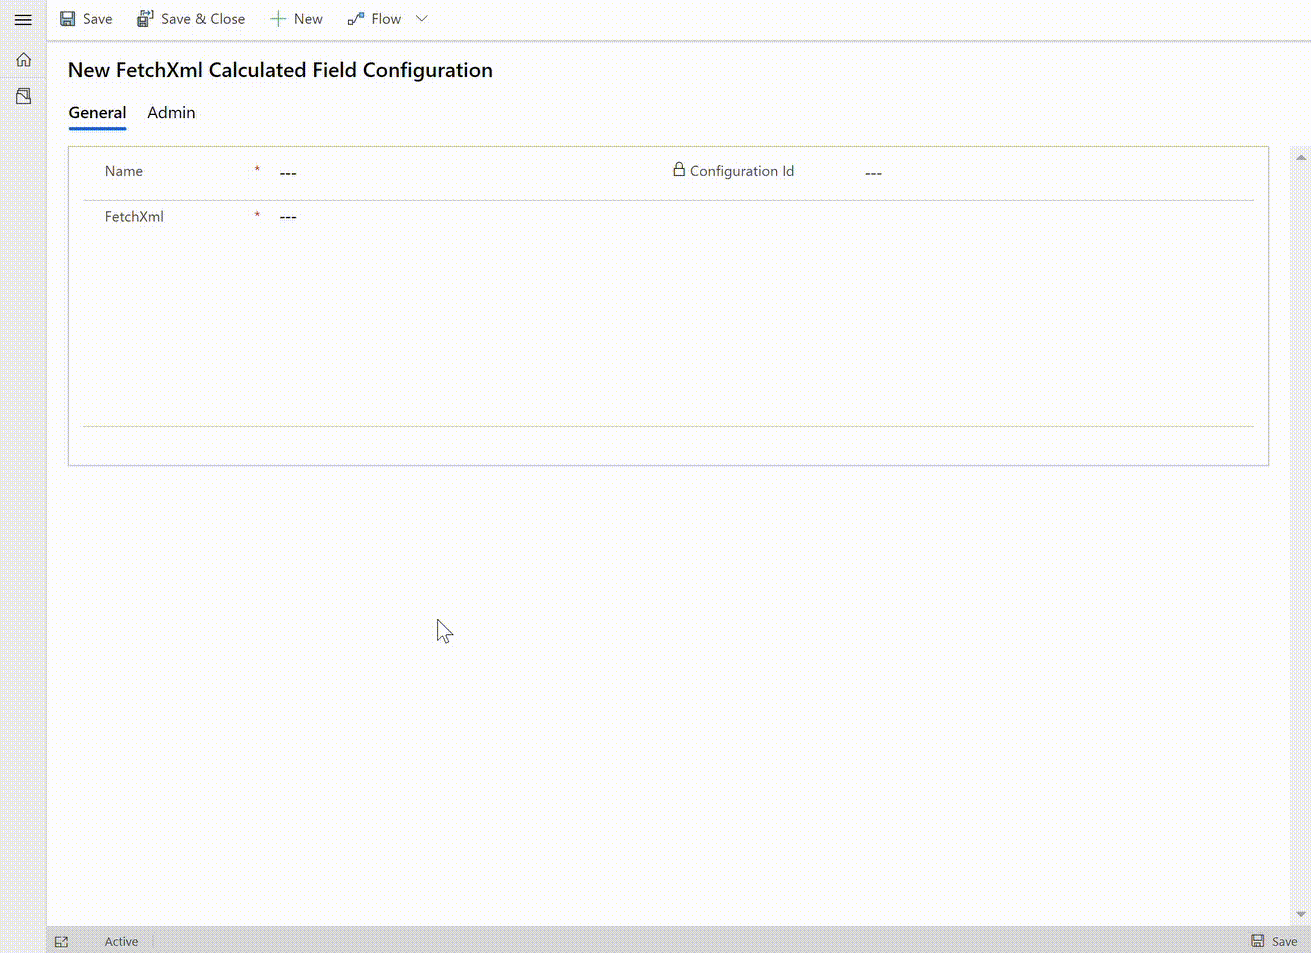 Save Save & Close New Flow
New FetchXml Calculated Field Configuration
General Admin
Name * --- Configuration Id ---
FetchXml * ---
Active Save